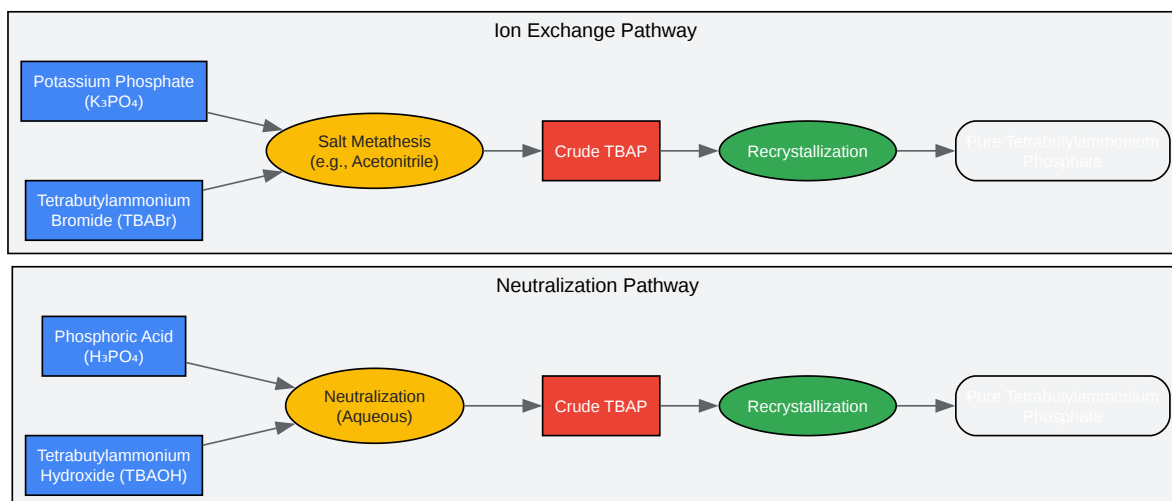 Ion Exchange Pathway
Potassium Phosphate
(K₃PO₄)
Tetrabutylammonium
Bromide (TBABr)
Salt Metathesis
(e.g., Acetonitrile)
Crude TBAP
Recrystallization
Pure Tetrabutylammonium
Phosphate
Neutralization Pathway
Phosphoric Acid
(H₃PO₄)
Tetrabutylammonium
Hydroxide (TBAOH)
Neutralization
(Aqueous)
Crude TBAP
Recrystallization
Pure Tetrabutylammonium
Phosphate